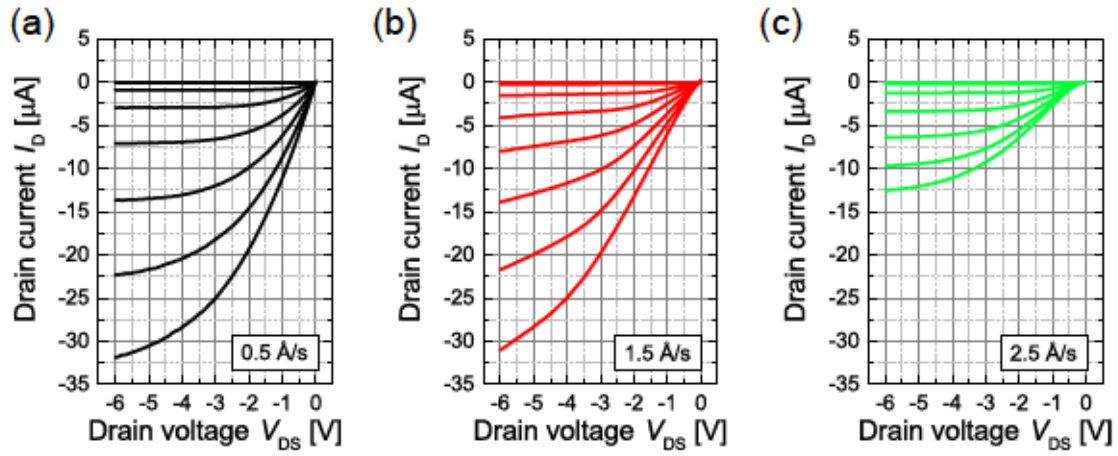 (a)
5
0
-5
-10
-15
-20
-25
-30
-35
Drain current I_D [µA]
0.5 Å/s
-6 -5 -4 -3 -2 -1 0
Drain voltage V_DS [V]
(b)
5
0
-5
-10
-15
-20
-25
-30
-35
Drain current I_D [µA]
1.5 Å/s
-6 -5 -4 -3 -2 -1 0
Drain voltage V_DS [V]
(c)
5
0
-5
-10
-15
-20
-25
-30
-35
Drain current I_D [µA]
2.5 Å/s
-6 -5 -4 -3 -2 -1 0
Drain voltage V_DS [V]